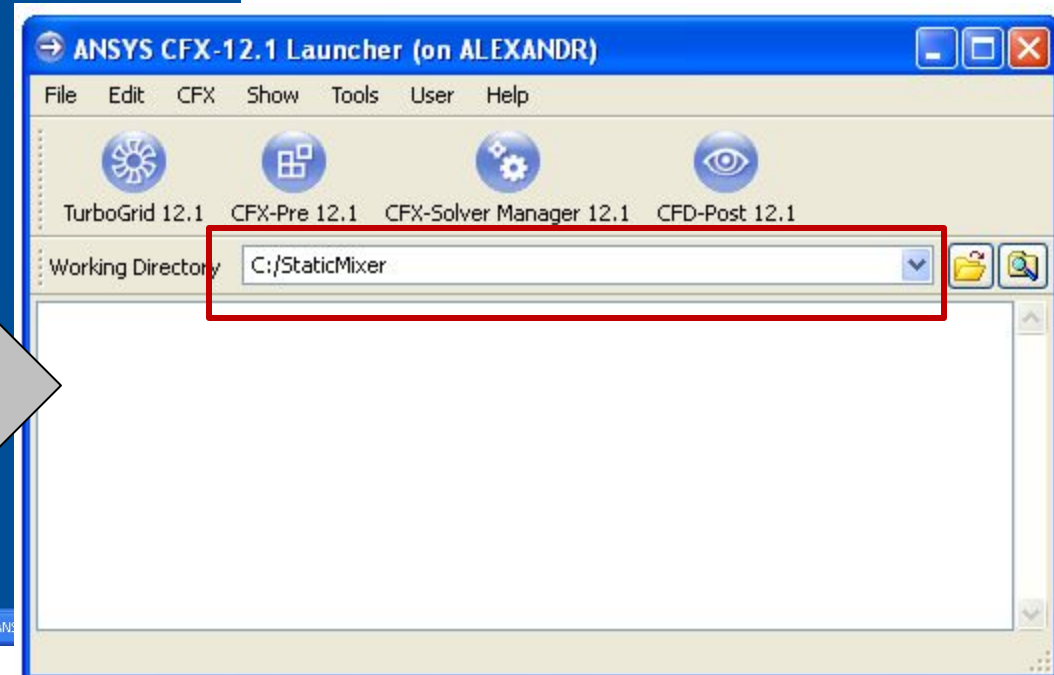 ANSYS CFX-12.1 Launcher (on ALEXANDR)
File Edit CFX Show Tools User Help
TurboGrid 12.1 CFX-Pre 12.1 CFX-Solver Manager 12.1 CFD-Post 12.1
Working Directory C:/StaticMixer